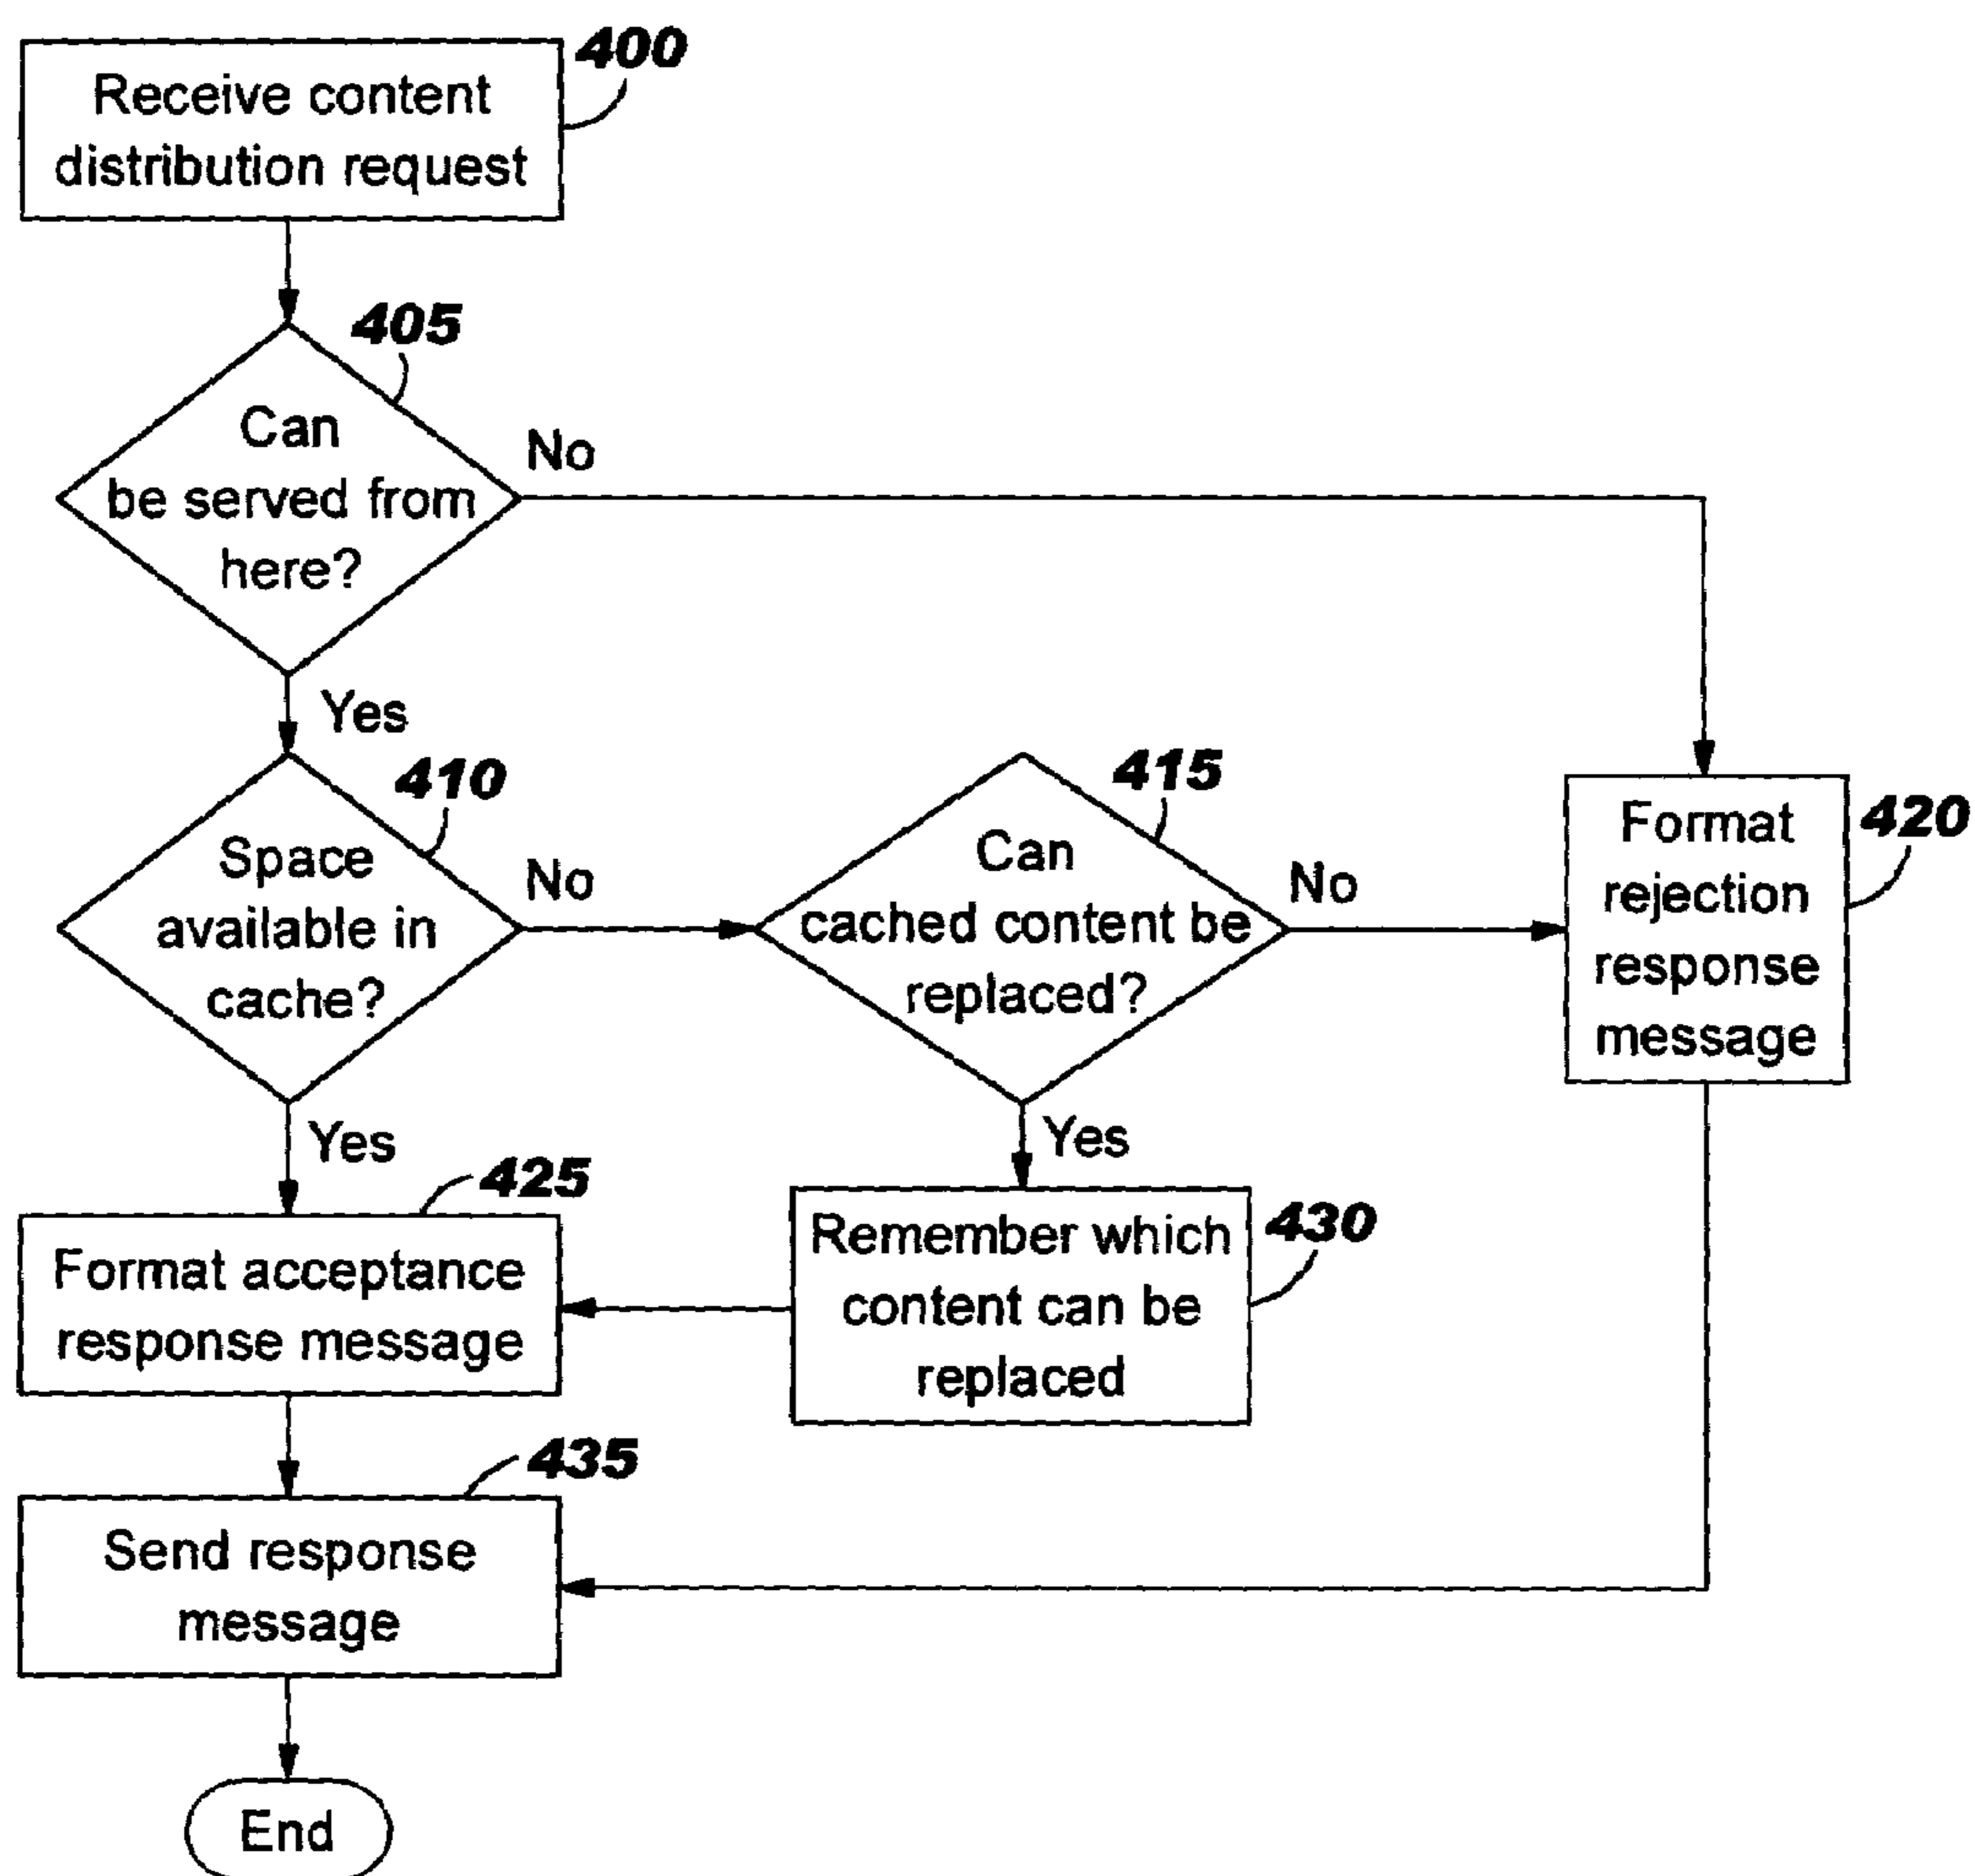 400
Receive content
distribution request
405
Can
be served from
here?
No
Yes
410
Space
available in
cache?
No
415
Can
cached content be
replaced?
No
420
Format
rejection
response
message
Yes
425
Format acceptance
response message
Yes
430
Remember which
content can be
replaced
435
Send response
message
End